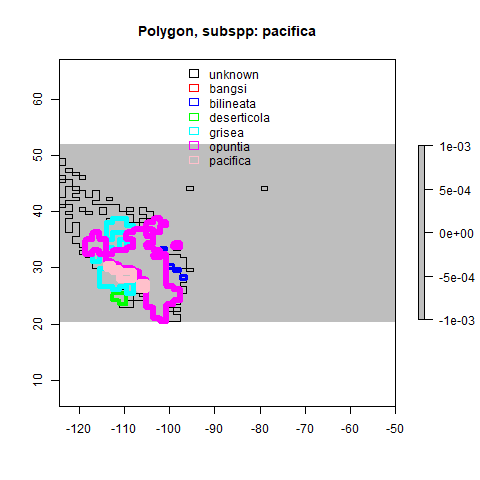 Polygon, subspp: pacifica
unknown
bangsi
bilineata
deserticola
grisea
opuntia
pacifica
60
50
40
30
20
10
-120 -110 -100 -90 -80 -70 -60 -50
1e-03
5e-04
0e+00
-5e-04
-1e-03